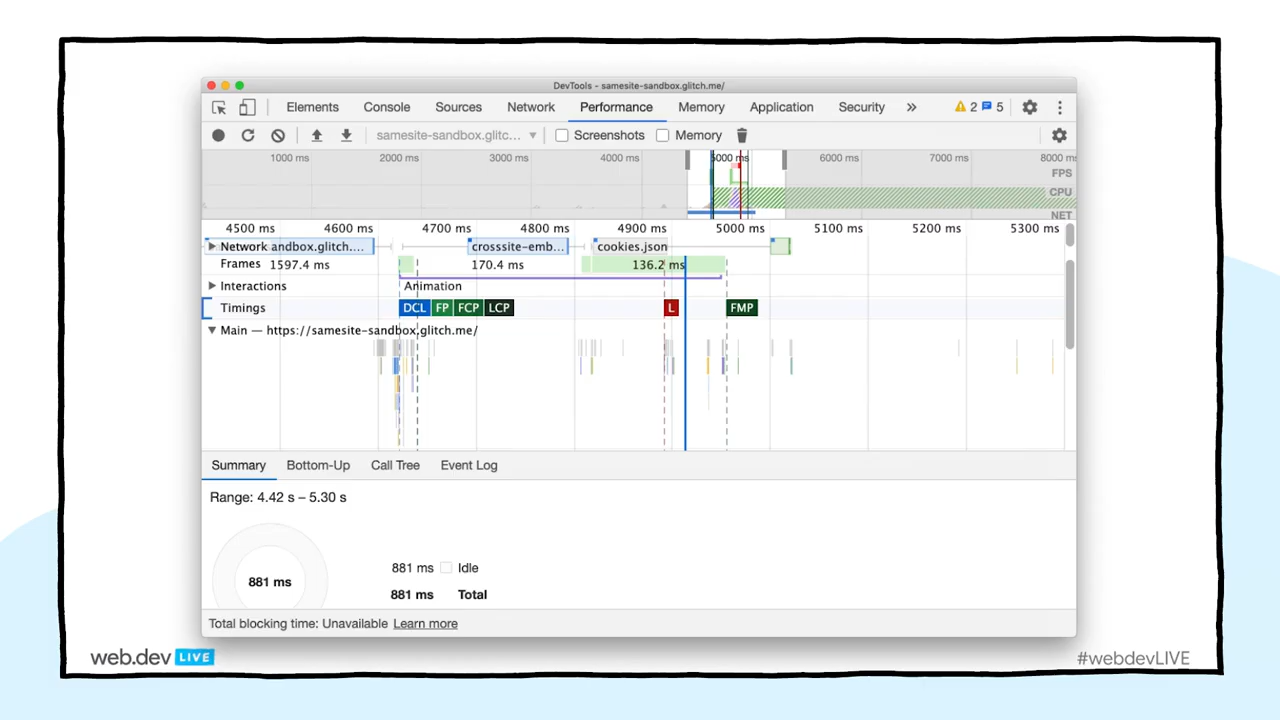 DevTools - samesite-sandbox.glitch.me/
Elements Console Sources Network Performance Memory Application Security » 2 5
samesite-sandbox.glitc... Screenshots Memory
1000 ms 2000 ms 3000 ms 4000 ms 5000 ms 6000 ms 7000 ms 8000 ms
FPS
CPU
NET
4500 ms 4600 ms 4700 ms 4800 ms 4900 ms 5000 ms 5100 ms 5200 ms 5300 ms
Network andbox.glitch.... crosssite-emb... cookies.json
Frames 1597.4 ms 170.4 ms 136.2 ms
Interactions Animation
Timings DCL FP FCP LCP L FMP
Main — https://samesite-sandbox.glitch.me/
Summary Bottom-Up Call Tree Event Log
Range: 4.42 s – 5.30 s
881 ms Idle
881 ms
881 ms Total
Total blocking time: Unavailable Learn more
web.dev LIVE
#webdevLIVE